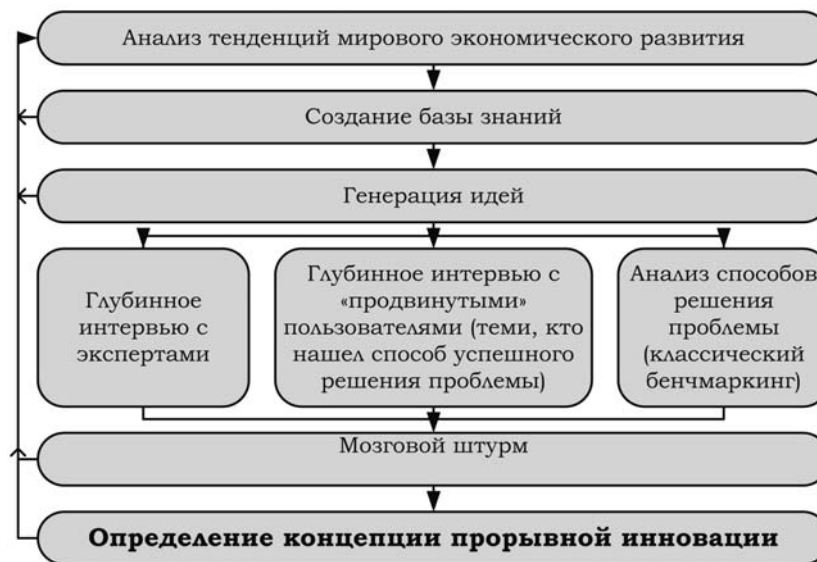 Анализ тенденций мирового экономического развития
Создание базы знаний
Генерация идей
Глубинное
интервью с
экспертами
Глубинное интервью с
«продвинутыми»
пользователями (теми, кто
нашел способ успешного
решения проблемы)
Анализ способов
решения
проблемы
(классический
бенчмаркинг)
Мозговой штурм
Определение концепции прорывной инновации